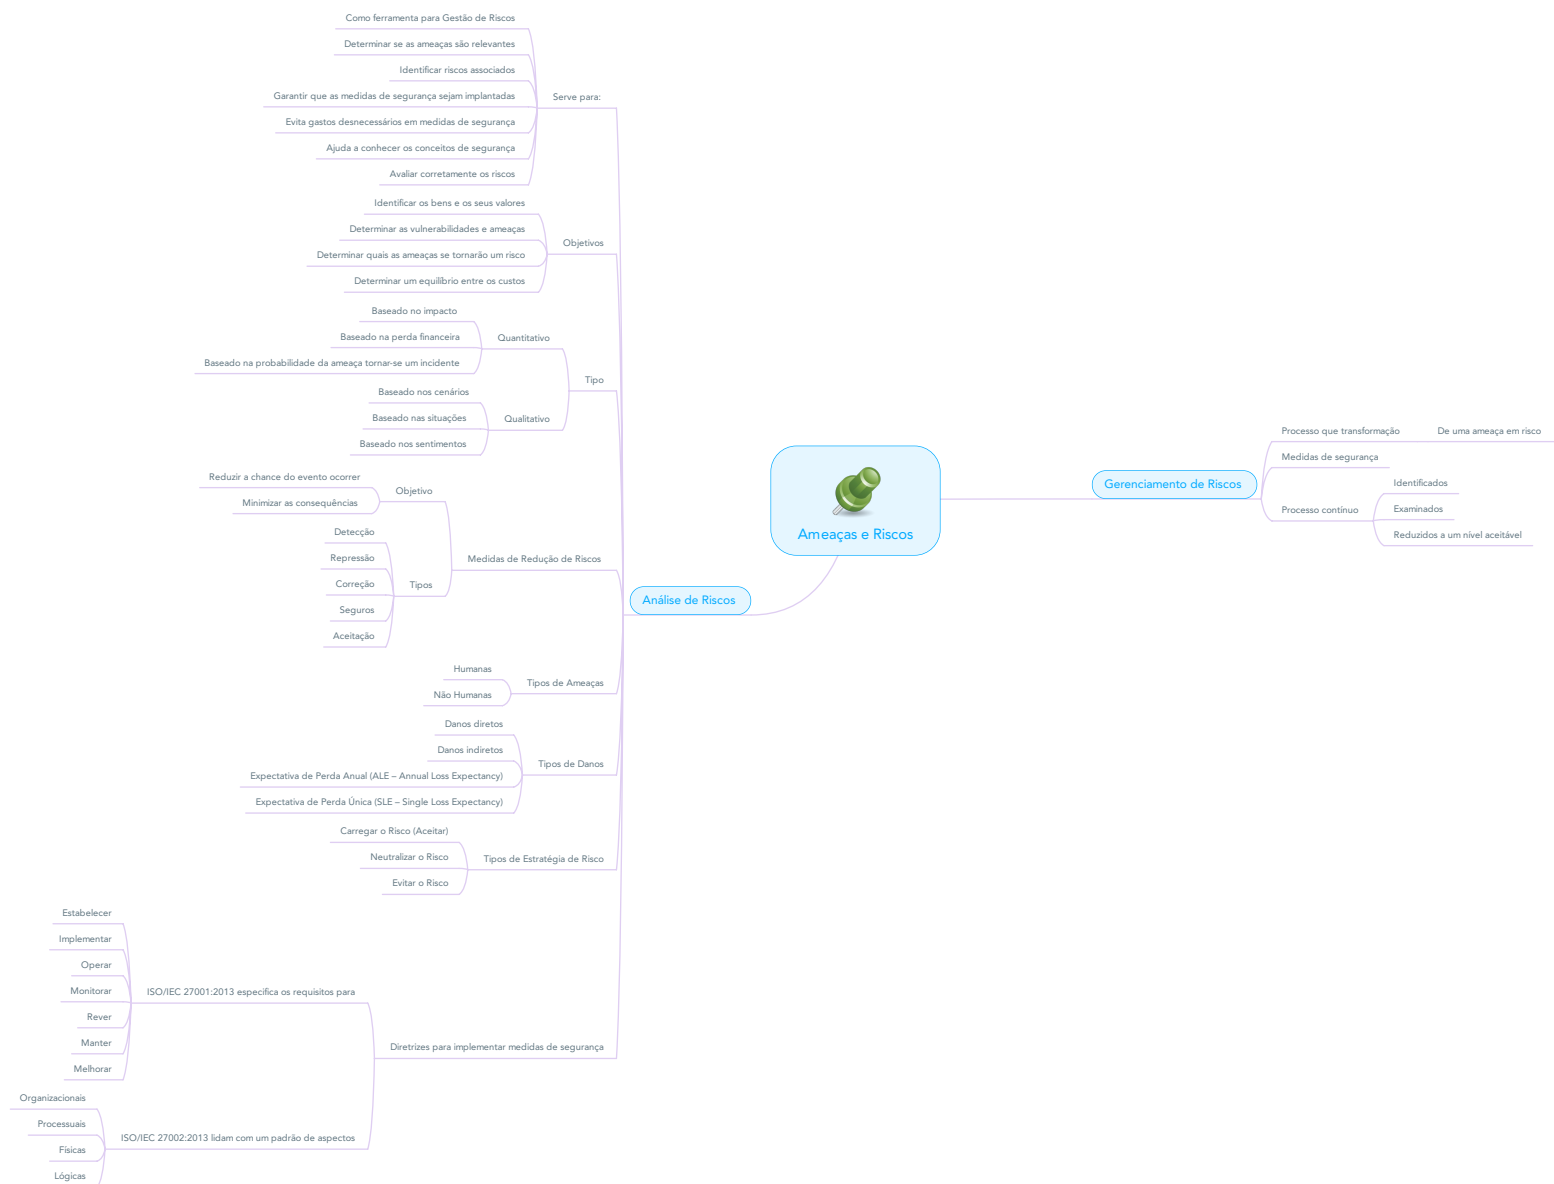 Como ferramenta para Gestão de Riscos
Determinar se as ameaças são relevantes
Identificar riscos associados
Garantir que as medidas de segurança sejam implantadas
Evita gastos desnecessários em medidas de segurança
Ajuda a conhecer os conceitos de segurança
Avaliar corretamente os riscos
Serve para:
Identificar os bens e os seus valores
Determinar as vulnerabilidades e ameaças
Determinar quais as ameaças se tornarão um risco
Determinar um equilíbrio entre os custos
Objetivos
Baseado no impacto
Baseado na perda financeira
Baseado na probabilidade da ameaça tornar-se um incidente
Quantitativo
Baseado nos cenários
Baseado nas situações
Baseado nos sentimentos
Qualitativo
Tipo
Reduzir a chance do evento ocorrer
Minimizar as consequências
Objetivo
Detecção
Repressão
Correção
Seguros
Aceitação
Tipos
Medidas de Redução de Riscos
Humanas
Não Humanas
Tipos de Ameaças
Danos diretos
Danos indiretos
Expectativa de Perda Anual (ALE – Annual Loss Expectancy)
Expectativa de Perda Única (SLE – Single Loss Expectancy)
Tipos de Danos
Carregar o Risco (Aceitar)
Neutralizar o Risco
Evitar o Risco
Tipos de Estratégia de Risco
Estabelecer
Implementar
Operar
Monitorar
Rever
Manter
Melhorar
ISO/IEC 27001:2013 especifica os requisitos para
Organizacionais
Processuais
Físicas
Lógicas
ISO/IEC 27002:2013 lidam com um padrão de aspectos
Diretrizes para implementar medidas de segurança
Análise de Riscos
Ameaças e Riscos
Gerenciamento de Riscos
Processo que transformação
De uma ameaça em risco
Medidas de segurança
Processo contínuo
Identificados
Examinados
Reduzidos a um nível aceitável